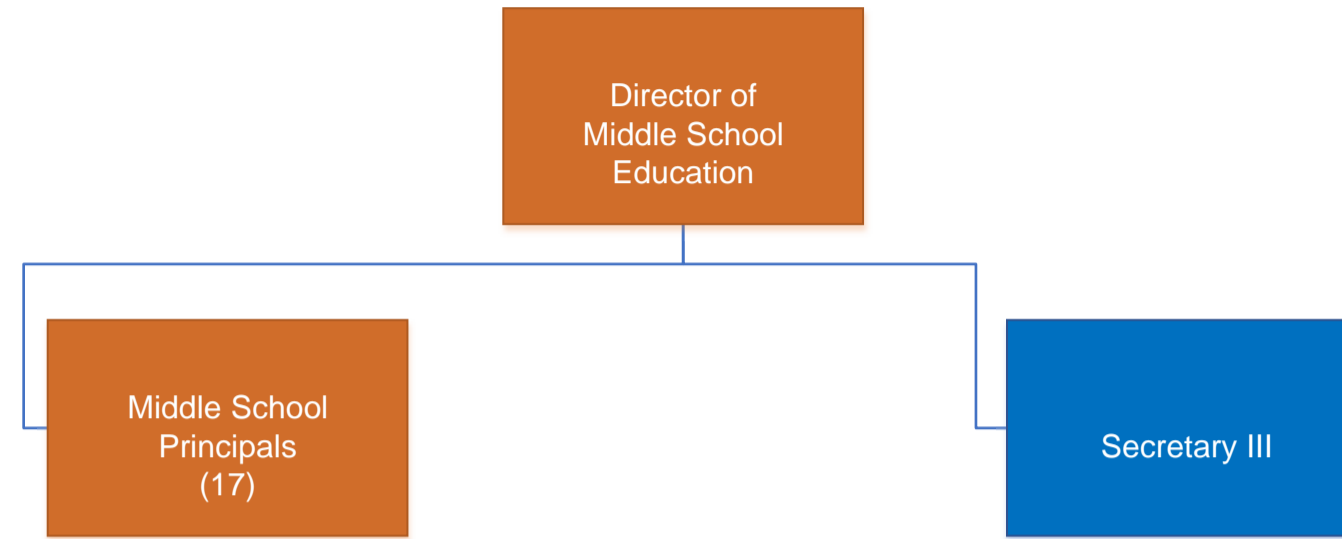 Director of
Middle School
Education
Middle School
Principals
(17)
Secretary III